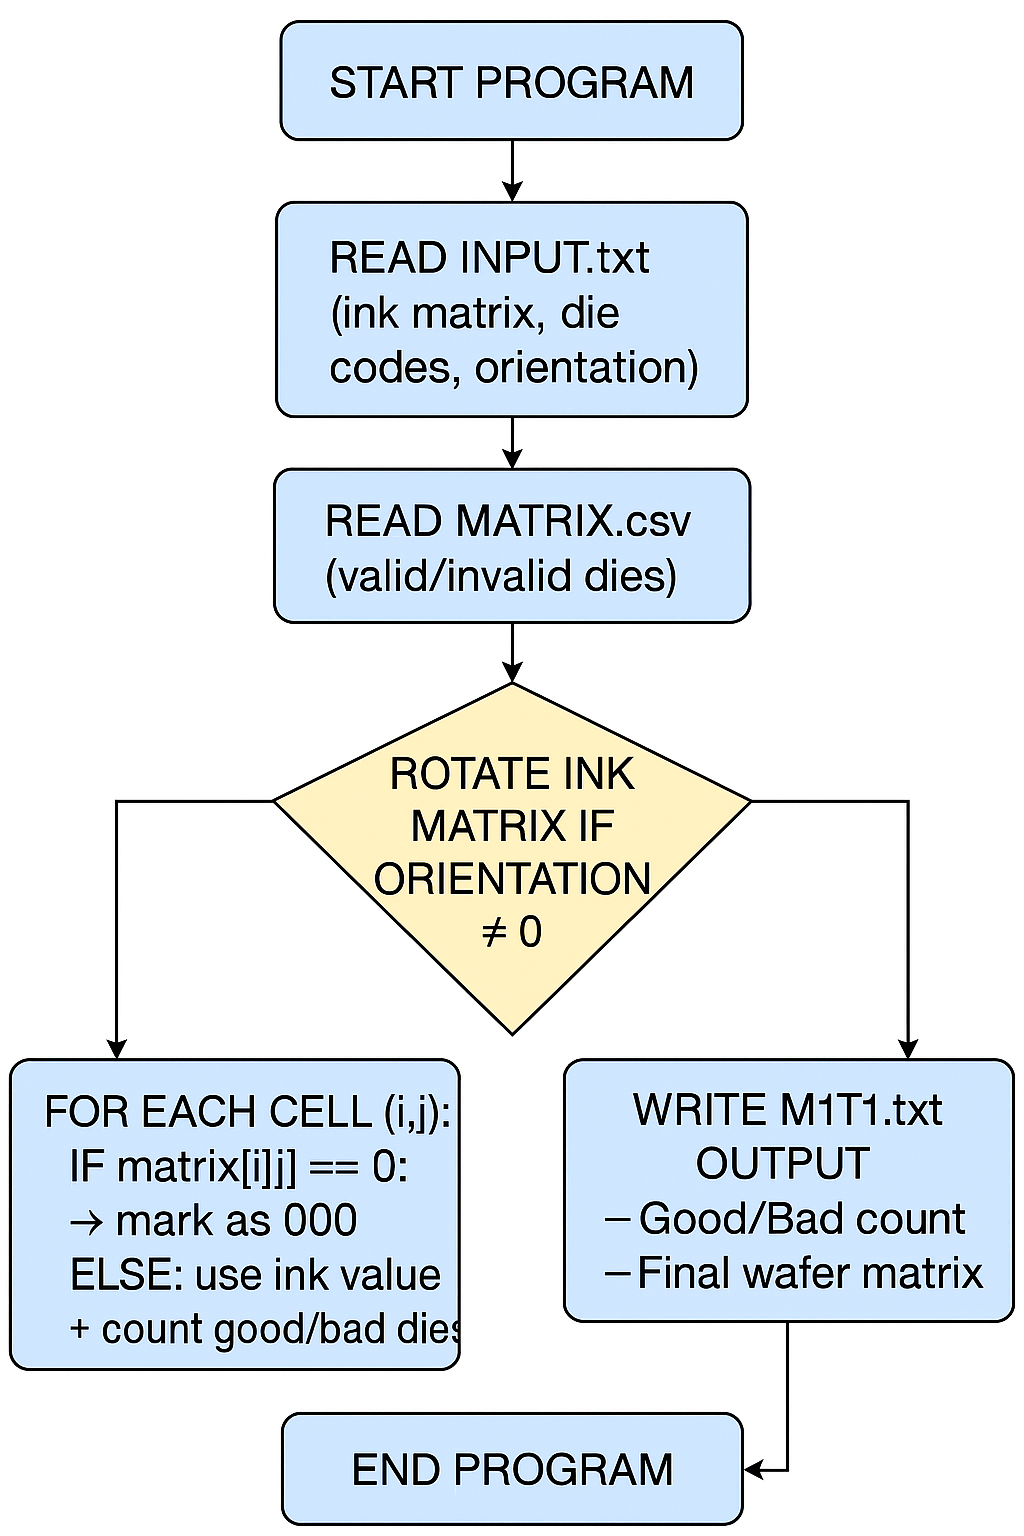 START PROGRAM
READ INPUT.txt
(ink matrix, die
codes, orientation)
READ MATRIX.csv
(valid/invalid dies)
ROTATE INK
MATRIX IF
ORIENTATION
≠ 0
FOR EACH CELL (i,j):
IF matrix[i]j] == 0:
→ mark as 000
ELSE: use ink value
+ count good/bad dies
WRITE M1T1.txt
OUTPUT
– Good/Bad count
– Final wafer matrix
END PROGRAM